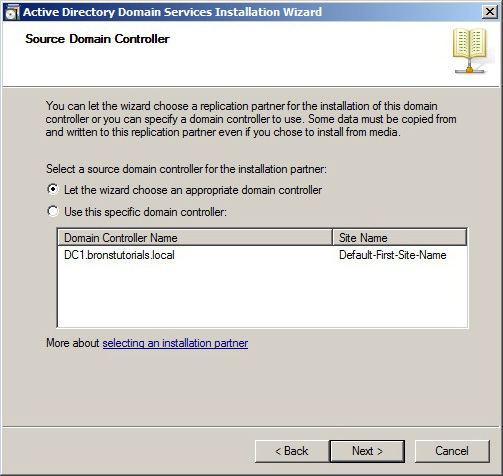 Active Directory Domain Services Installation Wizard
Source Domain Controller
You can let the wizard choose a replication partner for the installation of this domain
controller or you can specify a domain controller to use. Some data must be copied from
and written to this replication partner even if you chose to install from media.
Select a source domain controller for the installation partner:
Let the wizard choose an appropriate domain controller
Use this specific domain controller:
Domain Controller Name Site Name
DC1.bronstutorials.local Default-First-Site-Name
More about selecting an installation partner
< Back Next > Cancel